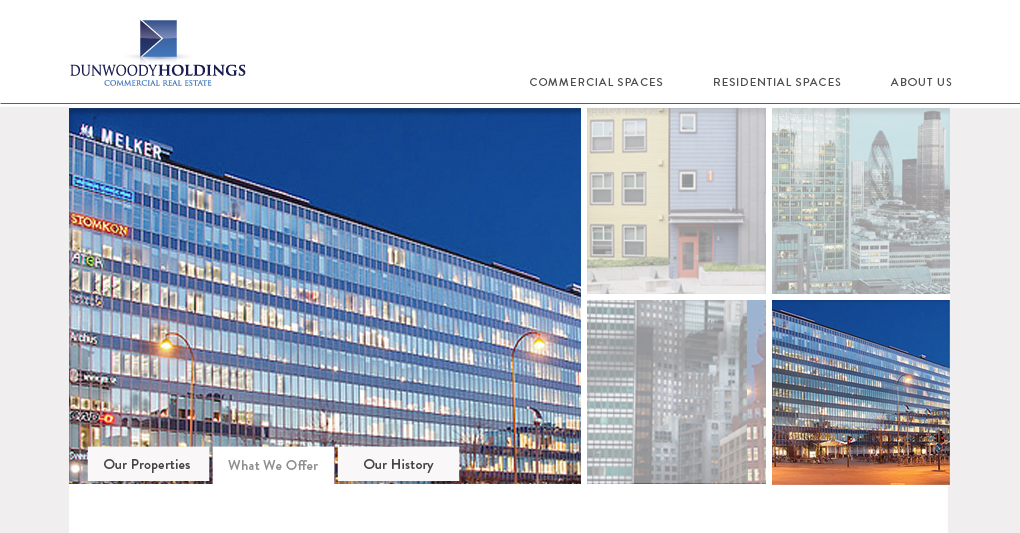 DUNWOODYHOLDINGS
COMMERCIAL REAL ESTATE
COMMERCIAL SPACES
RESIDENTIAL SPACES
ABOUT US
MELKER
STOMKON
Our Properties
What We Offer
Our History